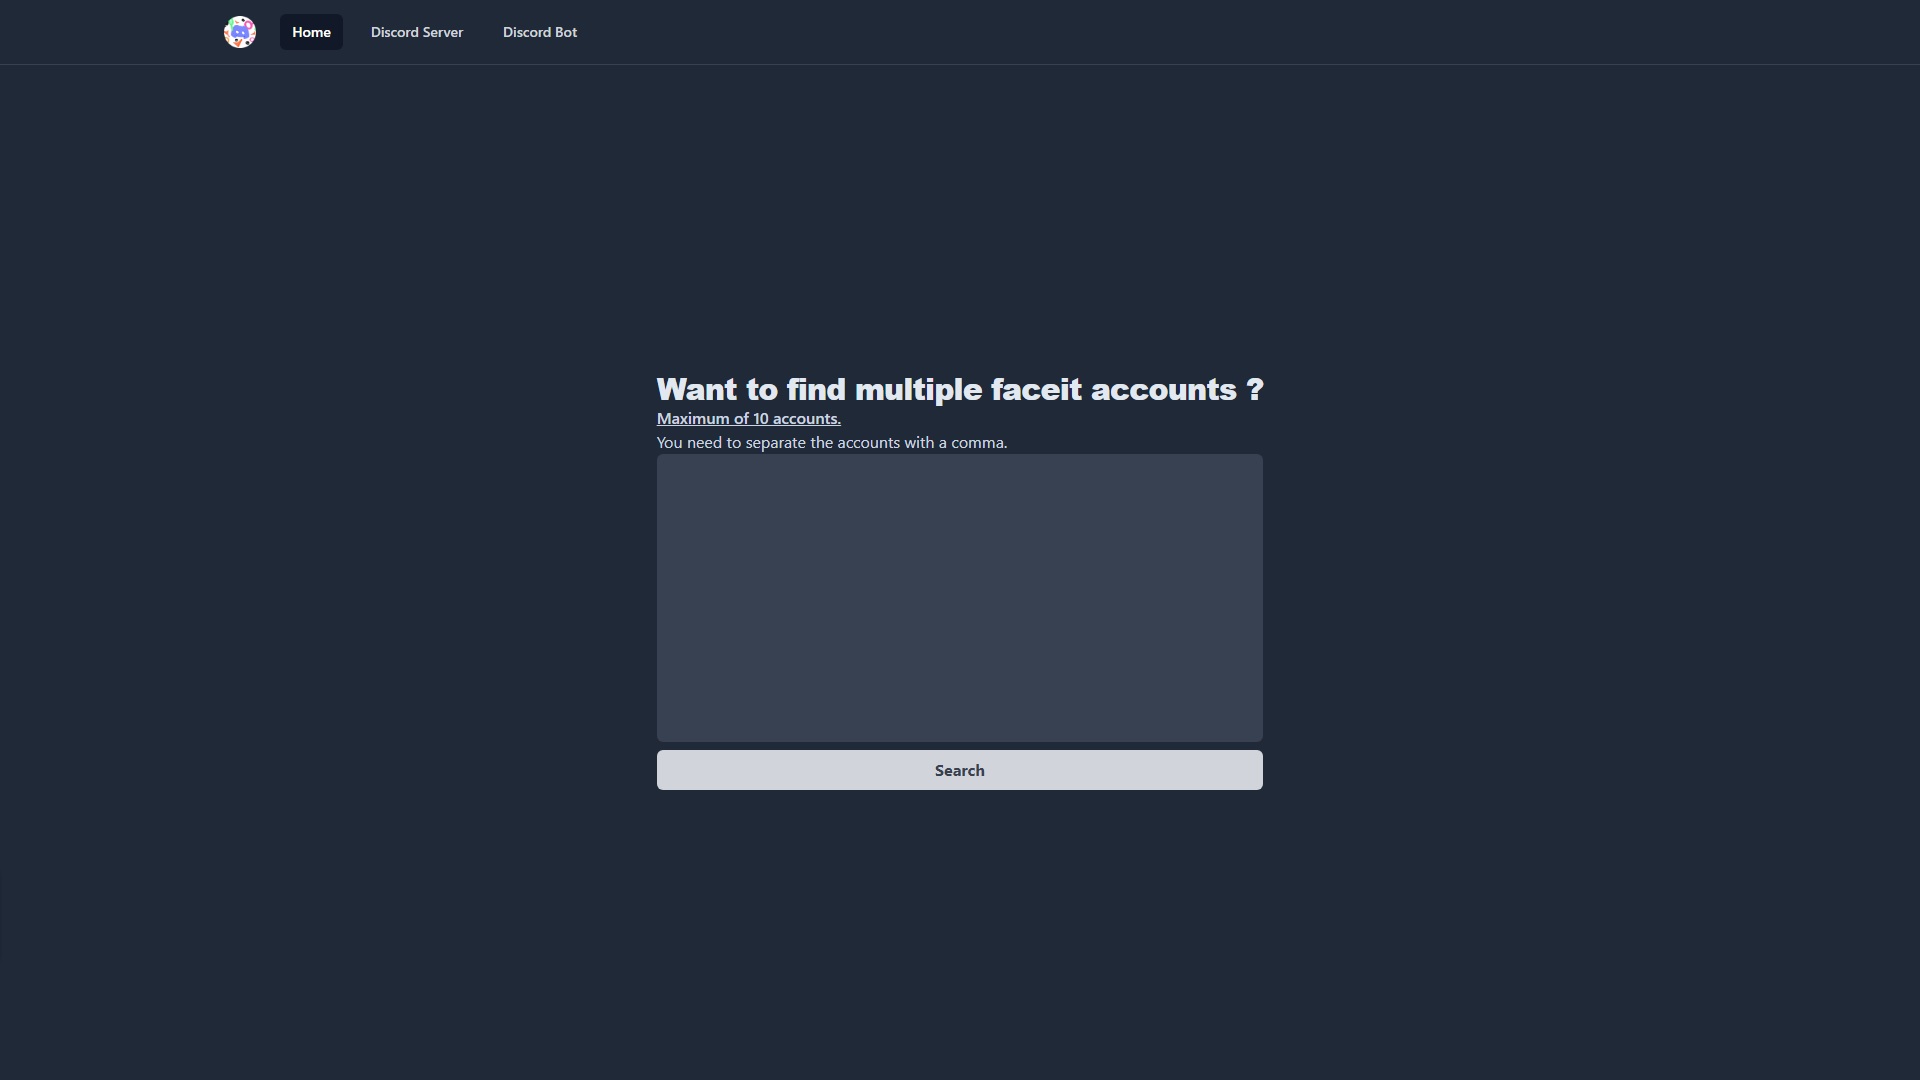 Home Discord Server Discord Bot
Want to find multiple faceit accounts ?
Maximum of 10 accounts.
You need to separate the accounts with a comma.
Search